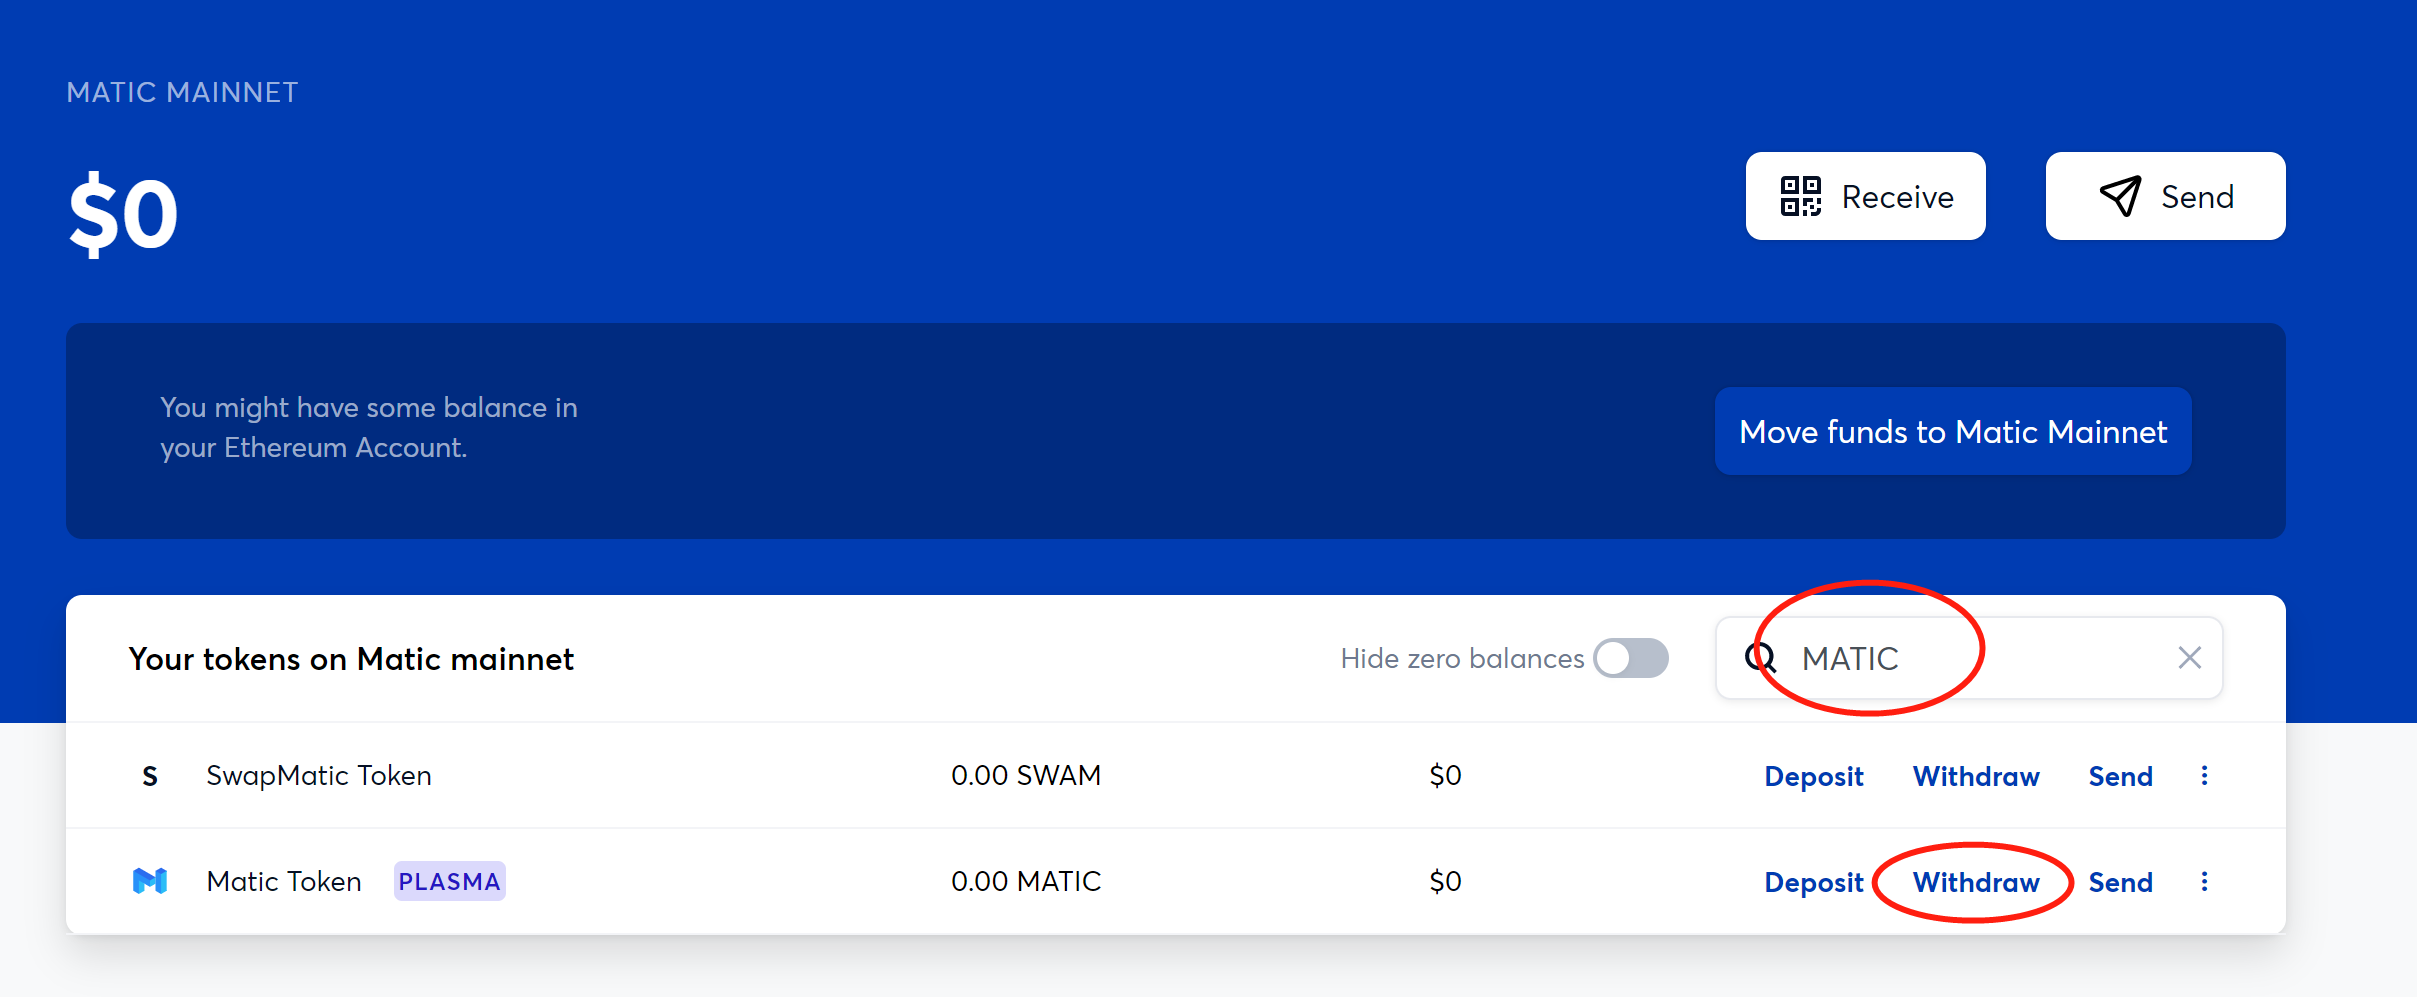 MATIC MAINNET
$0
Receive
Send
You might have some balance in
your Ethereum Account.
Move funds to Matic Mainnet
Your tokens on Matic mainnet
Hide zero balances
MATIC
S SwapMatic Token 0.00 SWAM $0 Deposit Withdraw Send
Matic Token PLASMA 0.00 MATIC $0 Deposit Withdraw Send